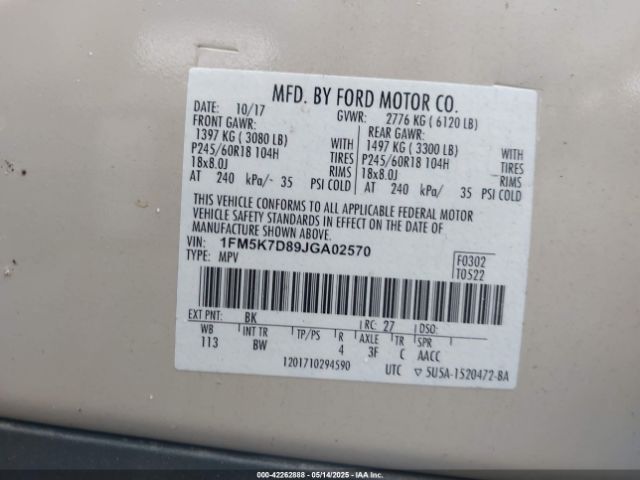 MFD. BY FORD MOTOR CO.
DATE: 10/17 GVWR: 2776 KG ( 6120 LB)
FRONT GAWR: REAR GAWR:
1397 KG ( 3080 LB) WITH 1497 KG ( 3300 LB) WITH
P245/60R18 104H TIRES P245/60R18 104H TIRES
18x8.0J RIMS 18x8.0J RIMS
AT 240 kPa/- 35 PSI COLD AT 240 kPa/ 35 PSI COLD
THIS VEHICLE CONFORMS TO ALL APPLICABLE FEDERAL MOTOR
VEHICLE SAFETY STANDARDS IN EFFECT ON THE DATE OF
MANUFACTURE SHOWN ABOVE.
VIN: 1FM5K7D89JGA02570
TYPE: MPV
F0302
T0522
EXT PNT: BK RC: 27 DSO:
WB INT TR TP/PS R AXLE TR SPR
113 BW 4 3F C AACC
1201710294590
UTC ▽ 5U5A-1520472-BA
IAAI.COM - 42262888 - 05/14/2025 - IAAI.COM